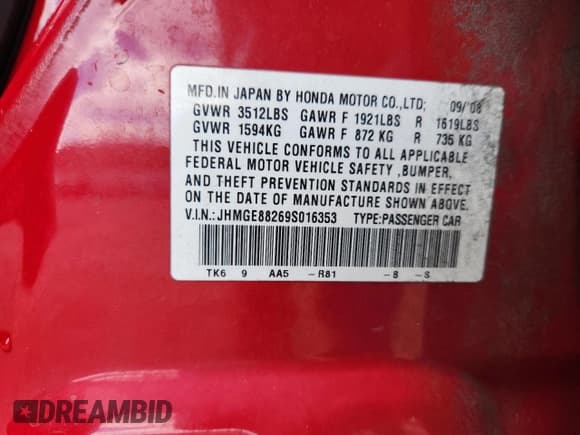 MFD.IN JAPAN BY HONDA MOTOR CO.,LTD; 09/'08
GVWR 3512LBS GAWR F 1921LBS R 1619LBS
GVWR 1594KG GAWR F 872 KG R 735 KG
THIS VEHICLE CONFORMS TO ALL APPLICABLE
FEDERAL MOTOR VEHICLE SAFETY ,BUMPER,
AND THEFT PREVENTION STANDARDS IN EFFECT
ON THE DATE OF MANUFACTURE SHOWN ABOVE.
V.I.N.:JHMGE88269S016353 TYPE:PASSENGER CAR
TK6 9 AA5 -R81 -8 -S
DREAMBID